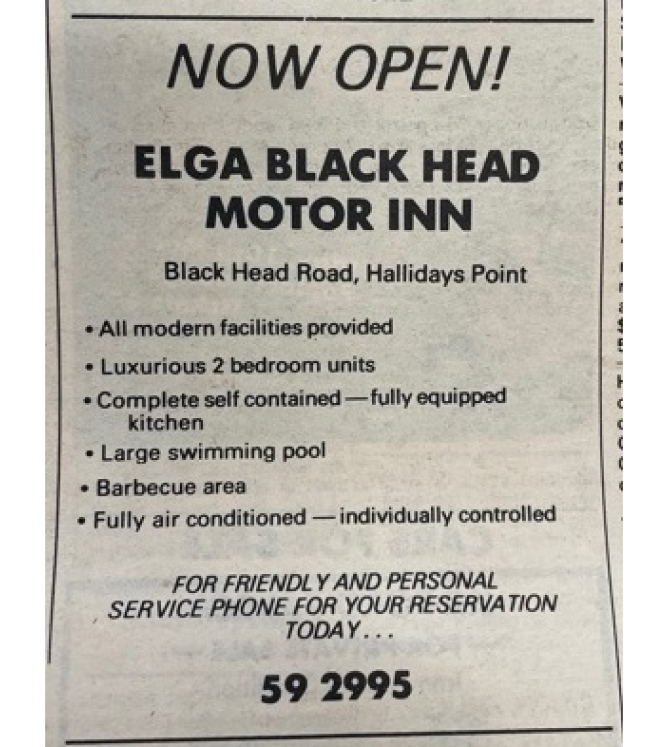 NOW OPEN!
ELGA BLACK HEAD
MOTOR INN
Black Head Road, Hallidays Point
• All modern facilities provided
• Luxurious 2 bedroom units
• Complete self contained — fully equipped
kitchen
• Large swimming pool
• Barbecue area
• Fully air conditioned — individually controlled
FOR FRIENDLY AND PERSONAL
SERVICE PHONE FOR YOUR RESERVATION
TODAY...
59 2995